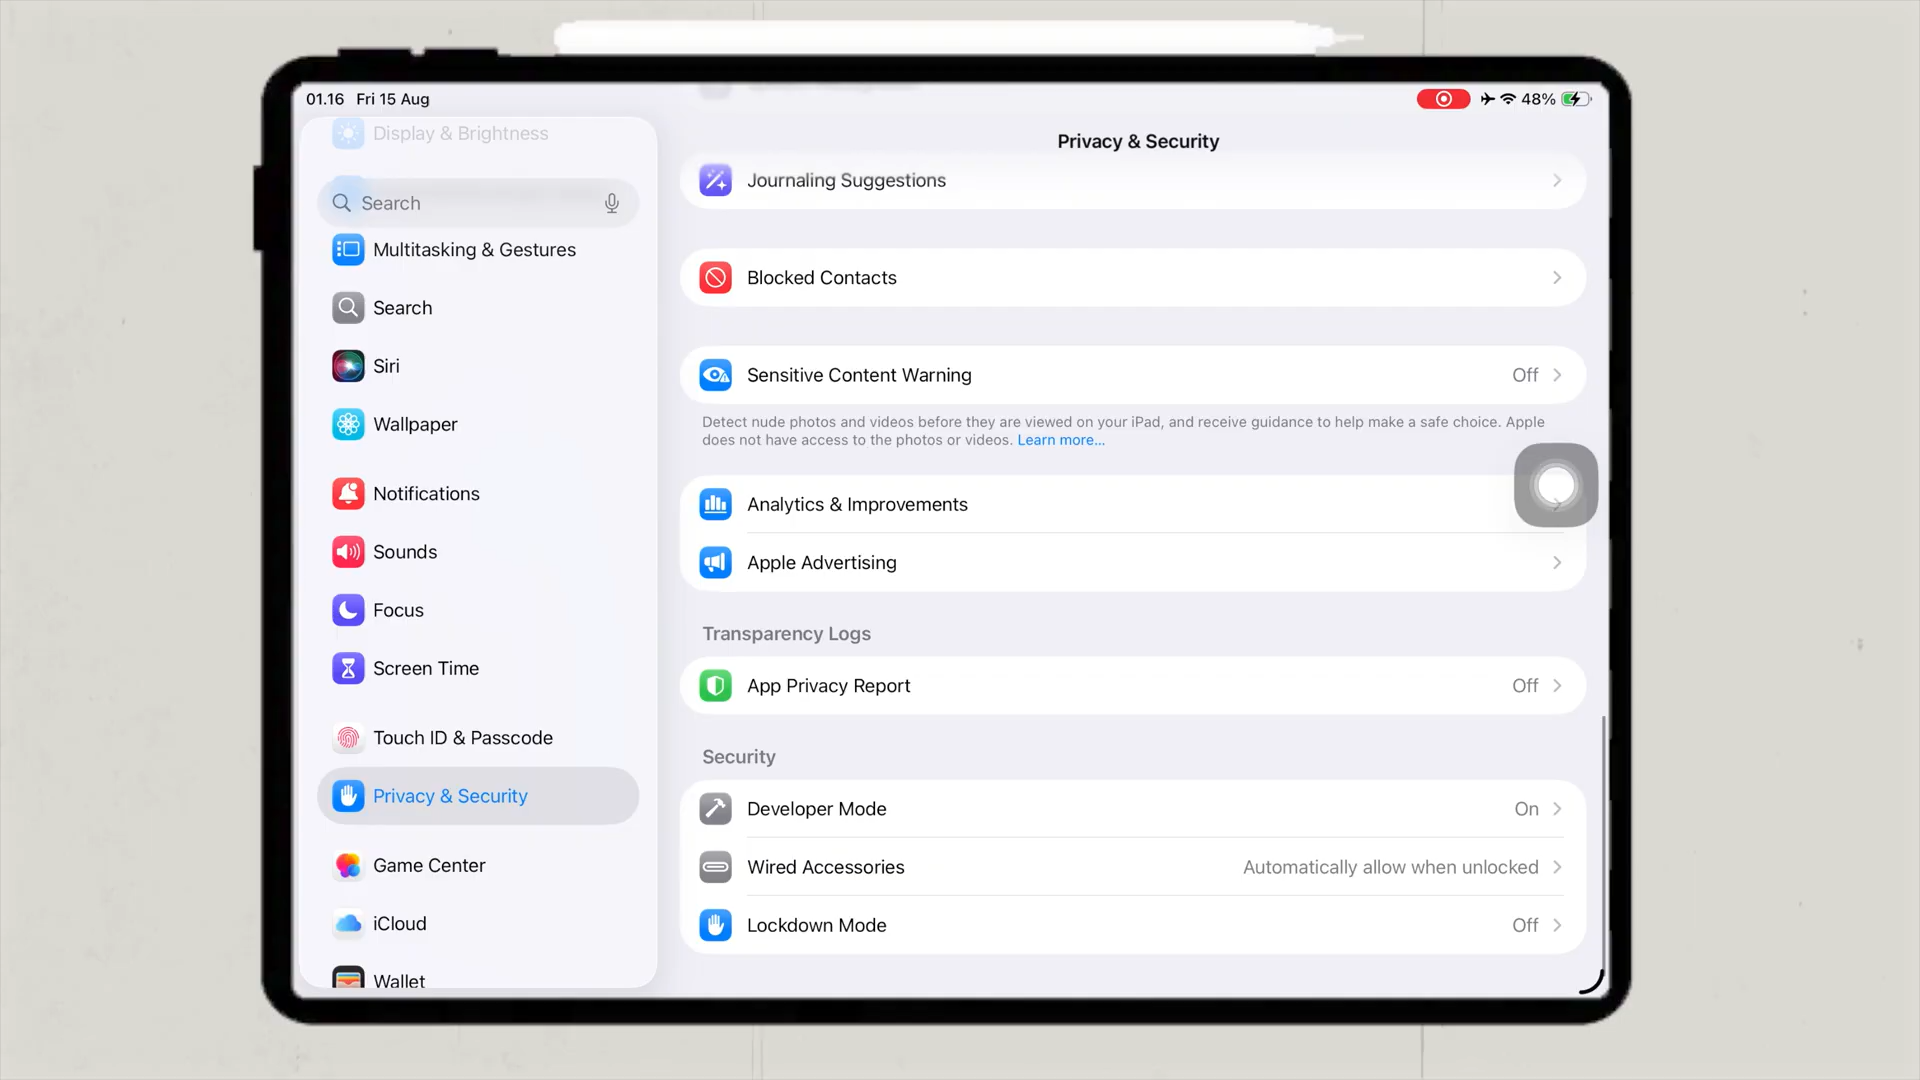 01.16 Fri 15 Aug
48%
Display & Brightness
Search
Multitasking & Gestures
Search
Siri
Wallpaper
Notifications
Sounds
Focus
Screen Time
Touch ID & Passcode
Privacy & Security
Game Center
iCloud
Wallet
Privacy & Security
Journaling Suggestions
Blocked Contacts
Sensitive Content Warning Off
Detect nude photos and videos before they are viewed on your iPad, and receive guidance to help make a safe choice. Apple
does not have access to the photos or videos. Learn more...
Analytics & Improvements
Apple Advertising
Transparency Logs
App Privacy Report Off
Security
Developer Mode On
Wired Accessories Automatically allow when unlocked
Lockdown Mode Off